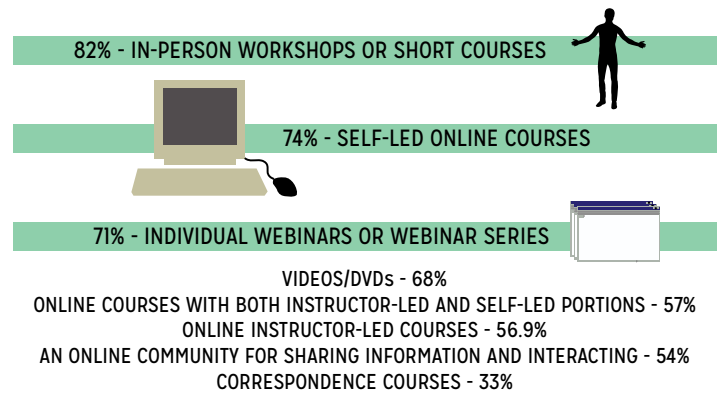 82% - IN-PERSON WORKSHOPS OR SHORT COURSES
74% - SELF-LED ONLINE COURSES
71% - INDIVIDUAL WEBINARS OR WEBINAR SERIES
VIDEOS/DVDs - 68%
ONLINE COURSES WITH BOTH INSTRUCTOR-LED AND SELF-LED PORTIONS - 57%
ONLINE INSTRUCTOR-LED COURSES - 56.9%
AN ONLINE COMMUNITY FOR SHARING INFORMATION AND INTERACTING - 54%
CORRESPONDENCE COURSES - 33%